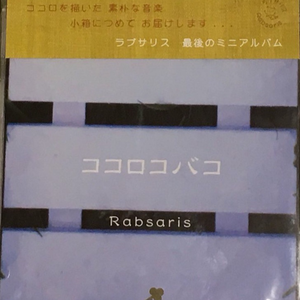 ココロを描いた 素朴な音楽
小箱につめて お届けします . . . .
ラブサリス 最後のミニアルバム
ココロコバコ
Rabsaris